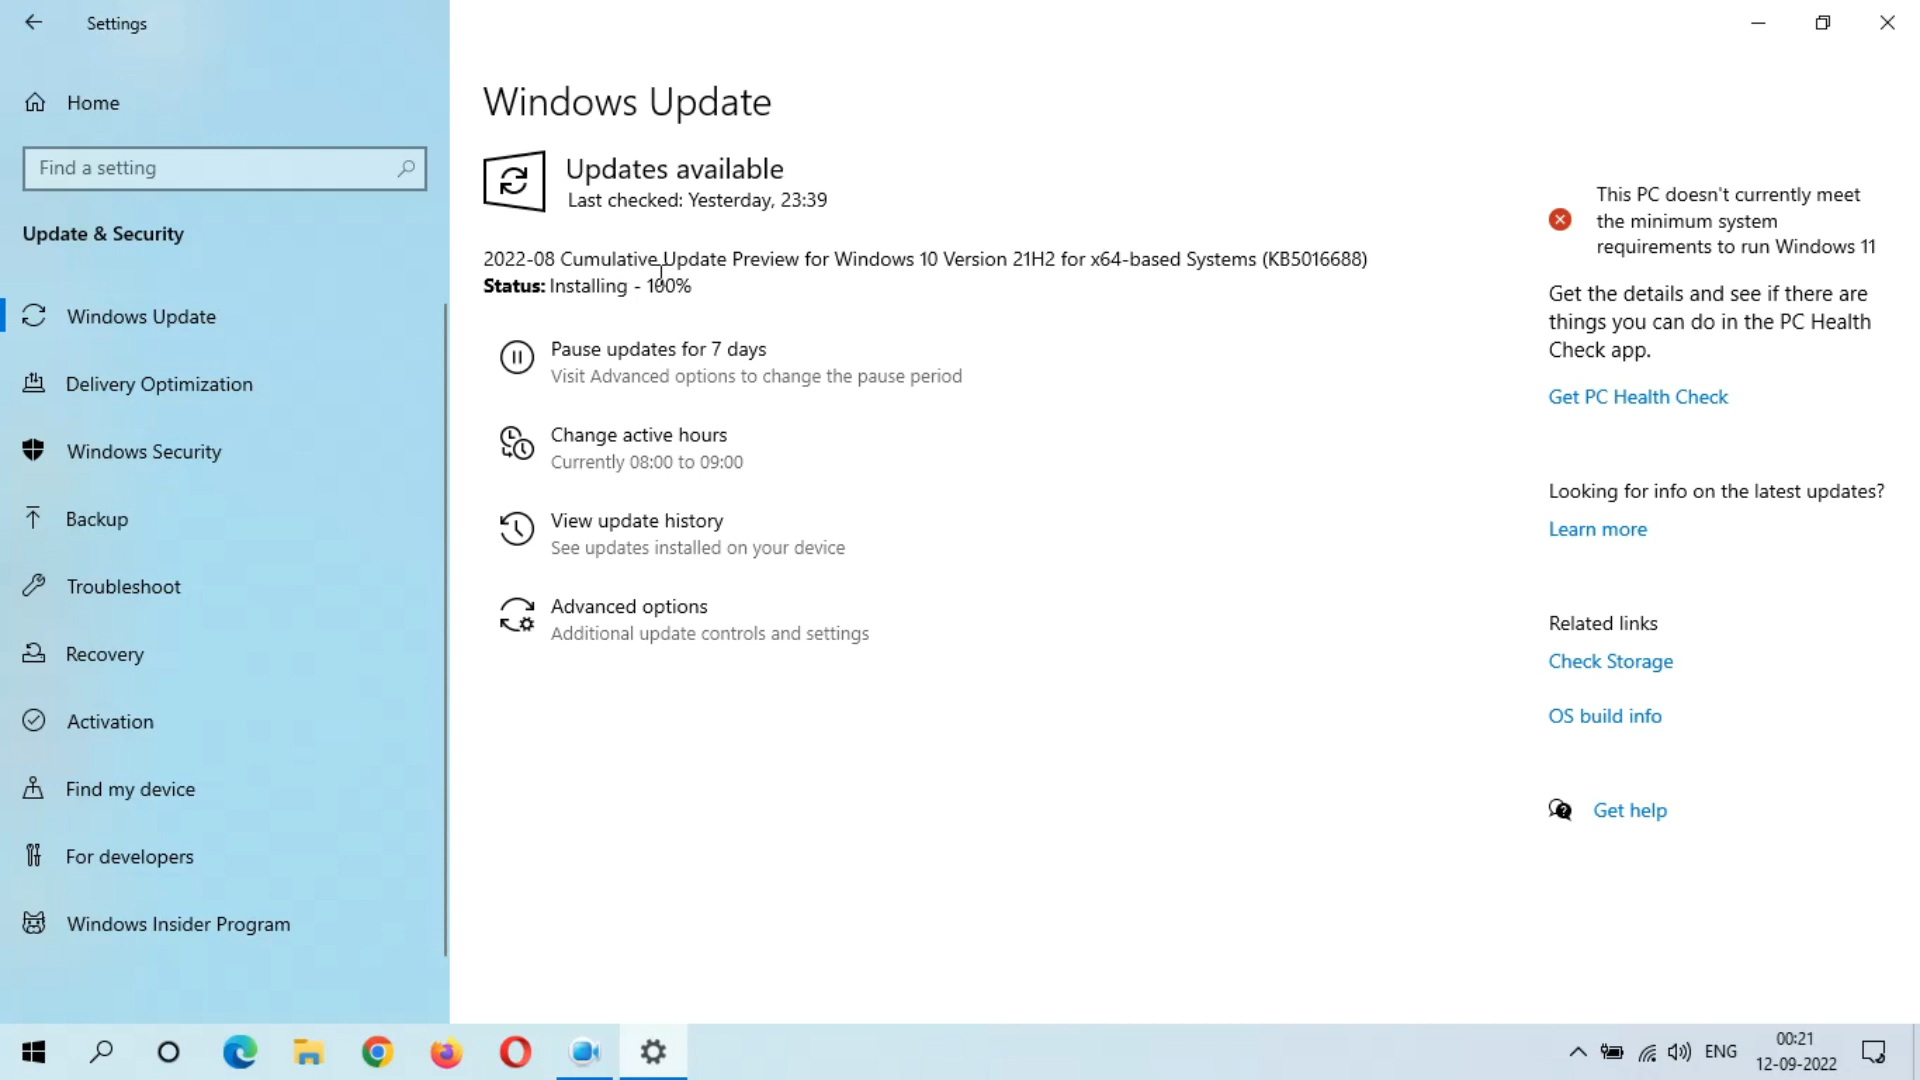 Settings
Home
Find a setting
Update & Security
Windows Update
Delivery Optimization
Windows Security
Backup
Troubleshoot
Recovery
Activation
Find my device
For developers
Windows Insider Program
Windows Update
Updates available
Last checked: Yesterday, 23:39
2022-08 Cumulative Update Preview for Windows 10 Version 21H2 for x64-based Systems (KB5016688)
Status: Installing - 100%
Pause updates for 7 days
Visit Advanced options to change the pause period
Change active hours
Currently 08:00 to 09:00
View update history
See updates installed on your device
Advanced options
Additional update controls and settings
This PC doesn't currently meet
the minimum system
requirements to run Windows 11
Get the details and see if there are
things you can do in the PC Health
Check app.
Get PC Health Check
Looking for info on the latest updates?
Learn more
Related links
Check Storage
OS build info
Get help
ENG
00:21
12-09-2022